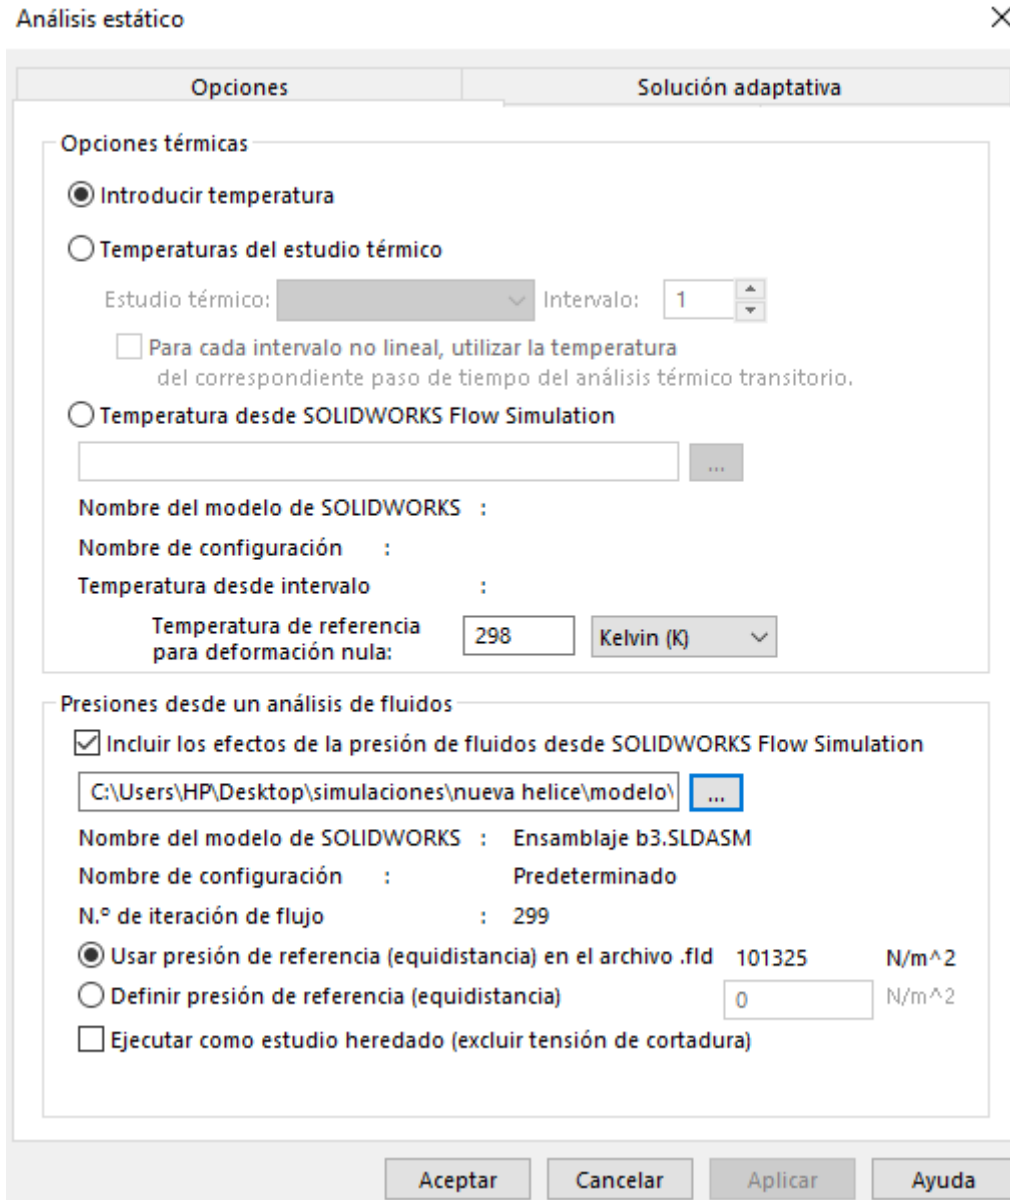 Análisis estático
Opciones
Solución adaptativa
Opciones térmicas
Introducir temperatura
Temperaturas del estudio térmico
Estudio térmico: Intervalo: 1
Para cada intervalo no lineal, utilizar la temperatura
del correspondiente paso de tiempo del análisis térmico transitorio.
Temperatura desde SOLIDWORKS Flow Simulation
...
Nombre del modelo de SOLIDWORKS :
Nombre de configuración :
Temperatura desde intervalo :
Temperatura de referencia
para deformación nula: 298 Kelvin (K)
Presiones desde un análisis de fluidos
Incluir los efectos de la presión de fluidos desde SOLIDWORKS Flow Simulation
C:\Users\HP\Desktop\simulaciones\nueva helice\modelo\ ...
Nombre del modelo de SOLIDWORKS : Ensamblaje b3.SLDASM
Nombre de configuración : Predeterminado
N.º de iteración de flujo : 299
Usar presión de referencia (equidistancia) en el archivo .fld 101325 N/m^2
Definir presión de referencia (equidistancia) 0 N/m^2
Ejecutar como estudio heredado (excluir tensión de cortadura)
Aceptar Cancelar Aplicar Ayuda